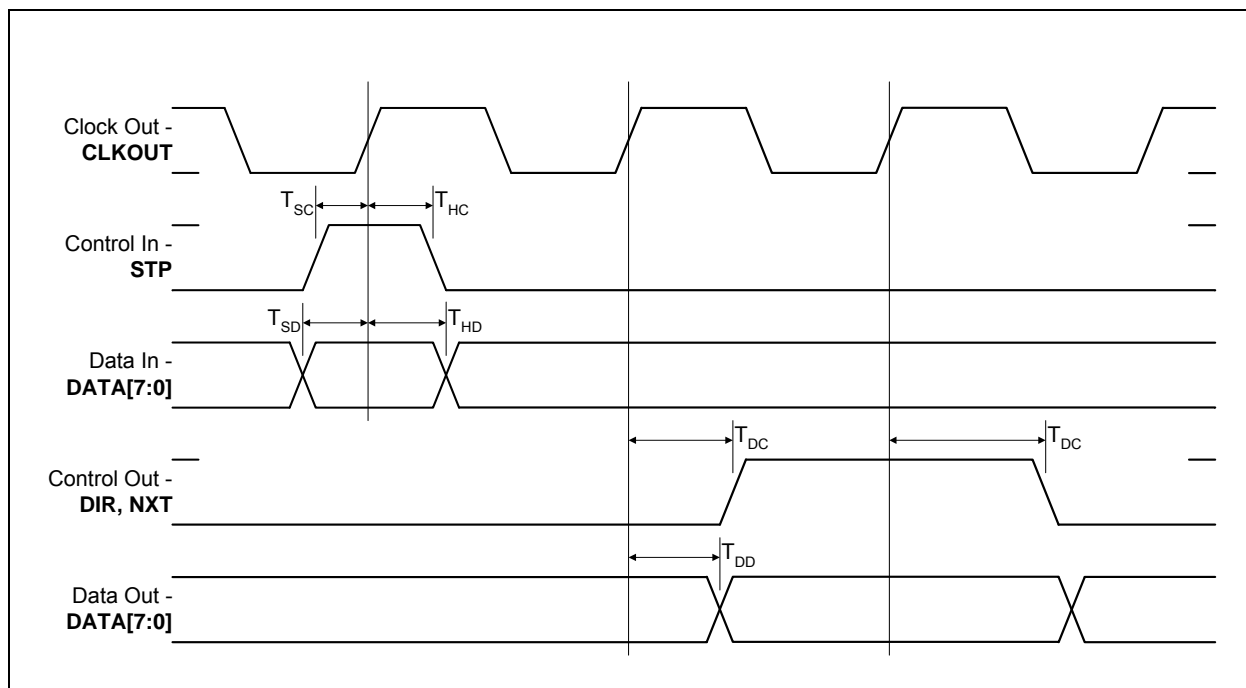 Clock Out -
CLKOUT
T_SC T_HC
Control In -
STP
T_SD T_HD
Data In -
DATA[7:0]
T_DC T_DC
Control Out -
DIR, NXT
T_DD
Data Out -
DATA[7:0]